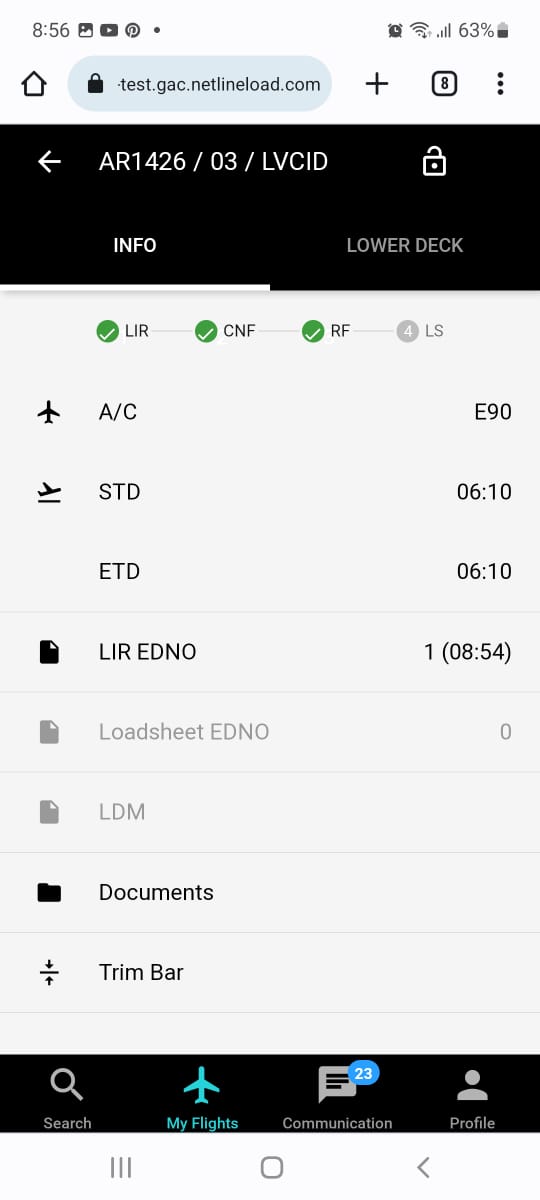 8:56
63%
-test.gac.netlineload.com
8
AR1426 / 03 / LVCID
INFO
LOWER DECK
LIR
CNF
RF
4 LS
A/C
E90
STD
06:10
ETD
06:10
LIR EDNO
1 (08:54)
Loadsheet EDNO
0
LDM
Documents
Trim Bar
23
Search
My Flights
Communication
Profile